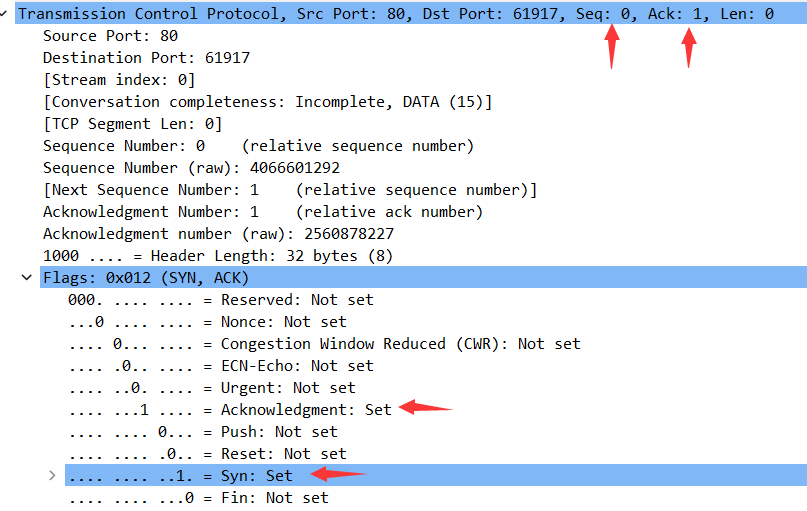 Transmission Control Protocol, Src Port: 80, Dst Port: 61917, Seq: 0, Ack: 1, Len: 0
Source Port: 80
Destination Port: 61917
[Stream index: 0]
[Conversation completeness: Incomplete, DATA (15)]
[TCP Segment Len: 0]
Sequence Number: 0    (relative sequence number)
Sequence Number (raw): 4066601292
[Next Sequence Number: 1    (relative sequence number)]
Acknowledgment Number: 1    (relative ack number)
Acknowledgment number (raw): 2560878227
1000 .... = Header Length: 32 bytes (8)
Flags: 0x012 (SYN, ACK)
000. .... .... = Reserved: Not set
...0 .... .... = Nonce: Not set
.... 0... .... = Congestion Window Reduced (CWR): Not set
.... .0.. .... = ECN-Echo: Not set
.... ..0. .... = Urgent: Not set
.... ...1 .... = Acknowledgment: Set
.... .... 0... = Push: Not set
.... .... .0.. = Reset: Not set
.... .... ..1. = Syn: Set
.... .... ...0 = Fin: Not set